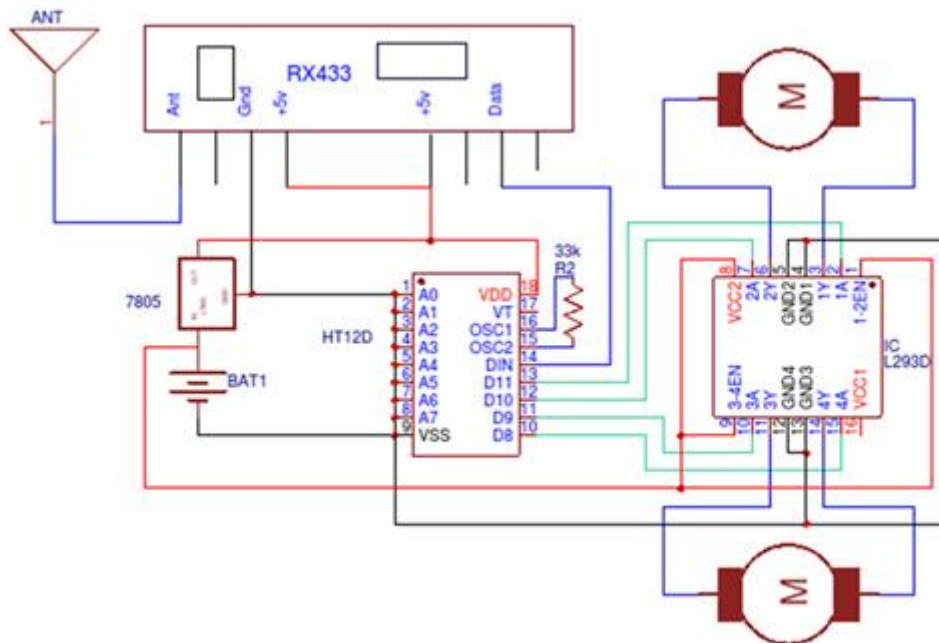 ANT
1
RX433
Ant
Gnd
+5v
+5v
Data
M
7805
OUT
GND
BAT1
HT12D
1 A0
2 A1
3 A2
4 A3
5 A4
6 A5
7 A6
8 A7
9 VSS
VDD 18
VT 17
OSC1 16
OSC2 15
DIN 14
D11 13
D10 12
D9 11
D8 10
33k
R2
8 7 6 5 4 3 2 1
VCC2 2A 2Y GND2 GND1 1Y 1A 1-2EN
IC
L293D
3-4EN 3A 3Y GND4 GND3 4Y 4A VCC1
9 10 11 12 13 14 15 16
M